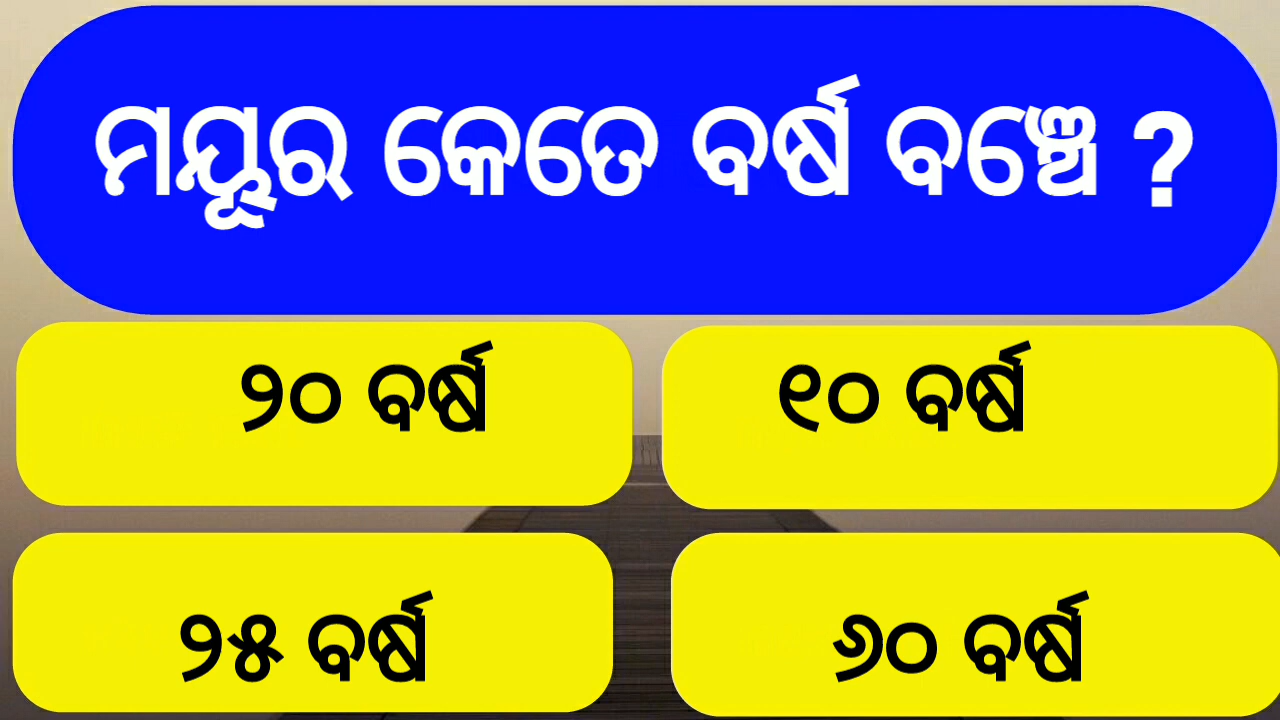 ମୟୂର କେତେ ବର୍ଷ ବଞ୍ଚେ ?
୨୦ ବର୍ଷ
୧୦ ବର୍ଷ
୨୫ ବର୍ଷ
୬୦ ବର୍ଷ